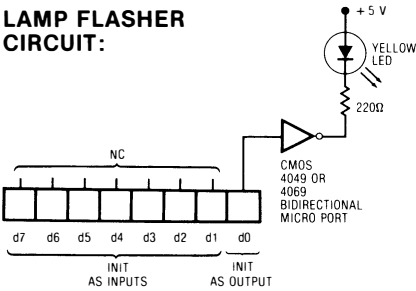 LAMP FLASHER
CIRCUIT:
+5 V
YELLOW
LED
220Ω
NC
CMOS
4049 OR
4069
BIDIRECTIONAL
MICRO PORT
d7 d6 d5 d4 d3 d2 d1 d0
INIT
AS INPUTS
INIT
AS OUTPUT